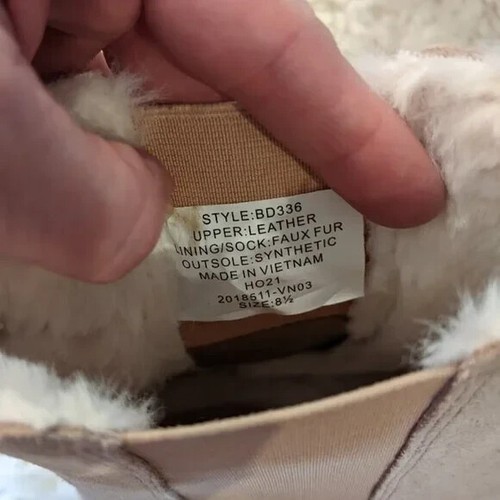 STYLE:BD336
UPPER:LEATHER
LINING/SOCK:FAUX FUR
OUTSOLE:SYNTHETIC
MADE IN VIETNAM
HO21
2018611-VN03
SIZE:8½